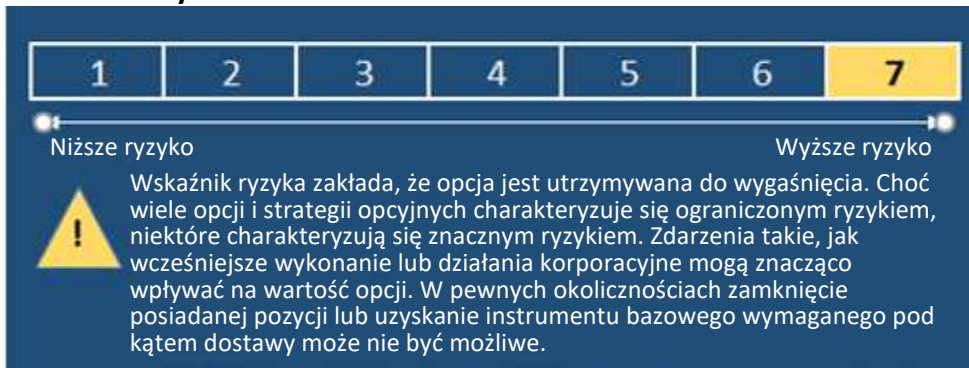 1 2 3 4 5 6 7
Niższe ryzyko Wyższe ryzyko
Wskaźnik ryzyka zakłada, że opcja jest utrzymywana do wygaśnięcia. Choć
wiele opcji i strategii opcyjnych charakteryzuje się ograniczonym ryzykiem,
niektóre charakteryzują się znacznym ryzykiem. Zdarzenia takie, jak
wcześniejsze wykonanie lub działania korporacyjne mogą znacząco
wpływać na wartość opcji. W pewnych okolicznościach zamknięcie
posiadanej pozycji lub uzyskanie instrumentu bazowego wymaganego pod
kątem dostawy może nie być możliwe.